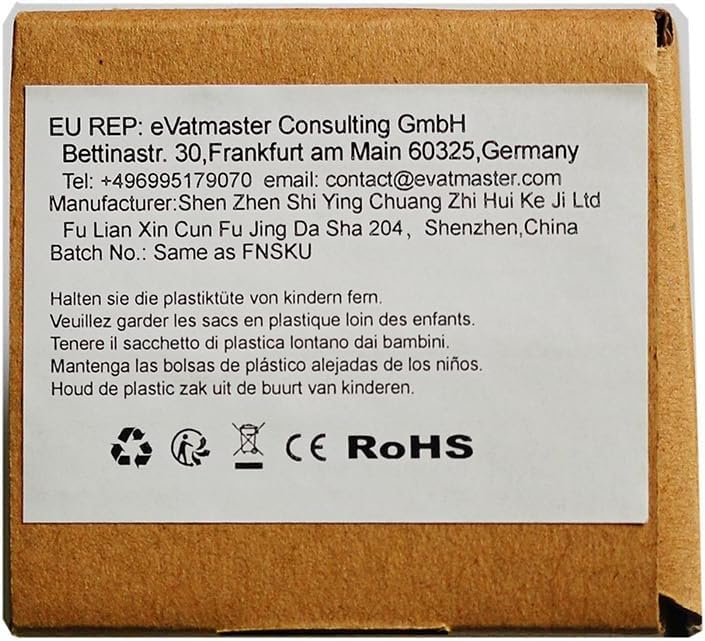 EU REP: eVatmaster Consulting GmbH
Bettinastr. 30,Frankfurt am Main 60325,Germany
Tel: +496995179070 email: contact@evatmaster.com
Manufacturer:Shen Zhen Shi Ying Chuang Zhi Hui Ke Ji Ltd
Fu Lian Xin Cun Fu Jing Da Sha 204，Shenzhen,China
Batch No.: Same as FNSKU
Halten sie die plastiktüte von kindern fern.
Veuillez garder les sacs en plastique loin des enfants.
Tenere il sacchetto di plastica lontano dai bambini.
Mantenga las bolsas de plástico alejadas de los niños.
Houd de plastic zak uit de buurt van kinderen.
CE RoHS